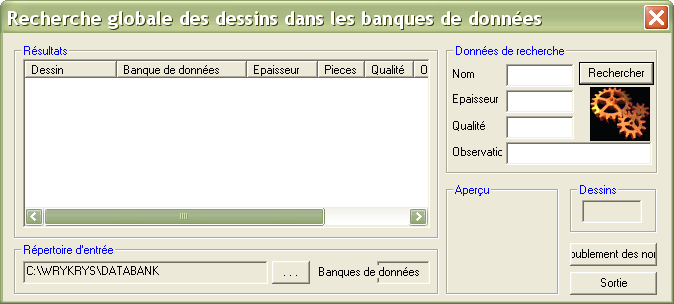 Recherche globale des dessins dans les banques de données
Résultats
Dessin Banque de données Epaisseur Pieces Qualité O
Données de recherche
Nom
Rechercher
Epaisseur
Qualité
Observatic
Répertoire d'entrée
C:\WRYKRYS\DATABANK
. . .
Banques de données
Aperçu
Dessins
oublement des nor
Sortie